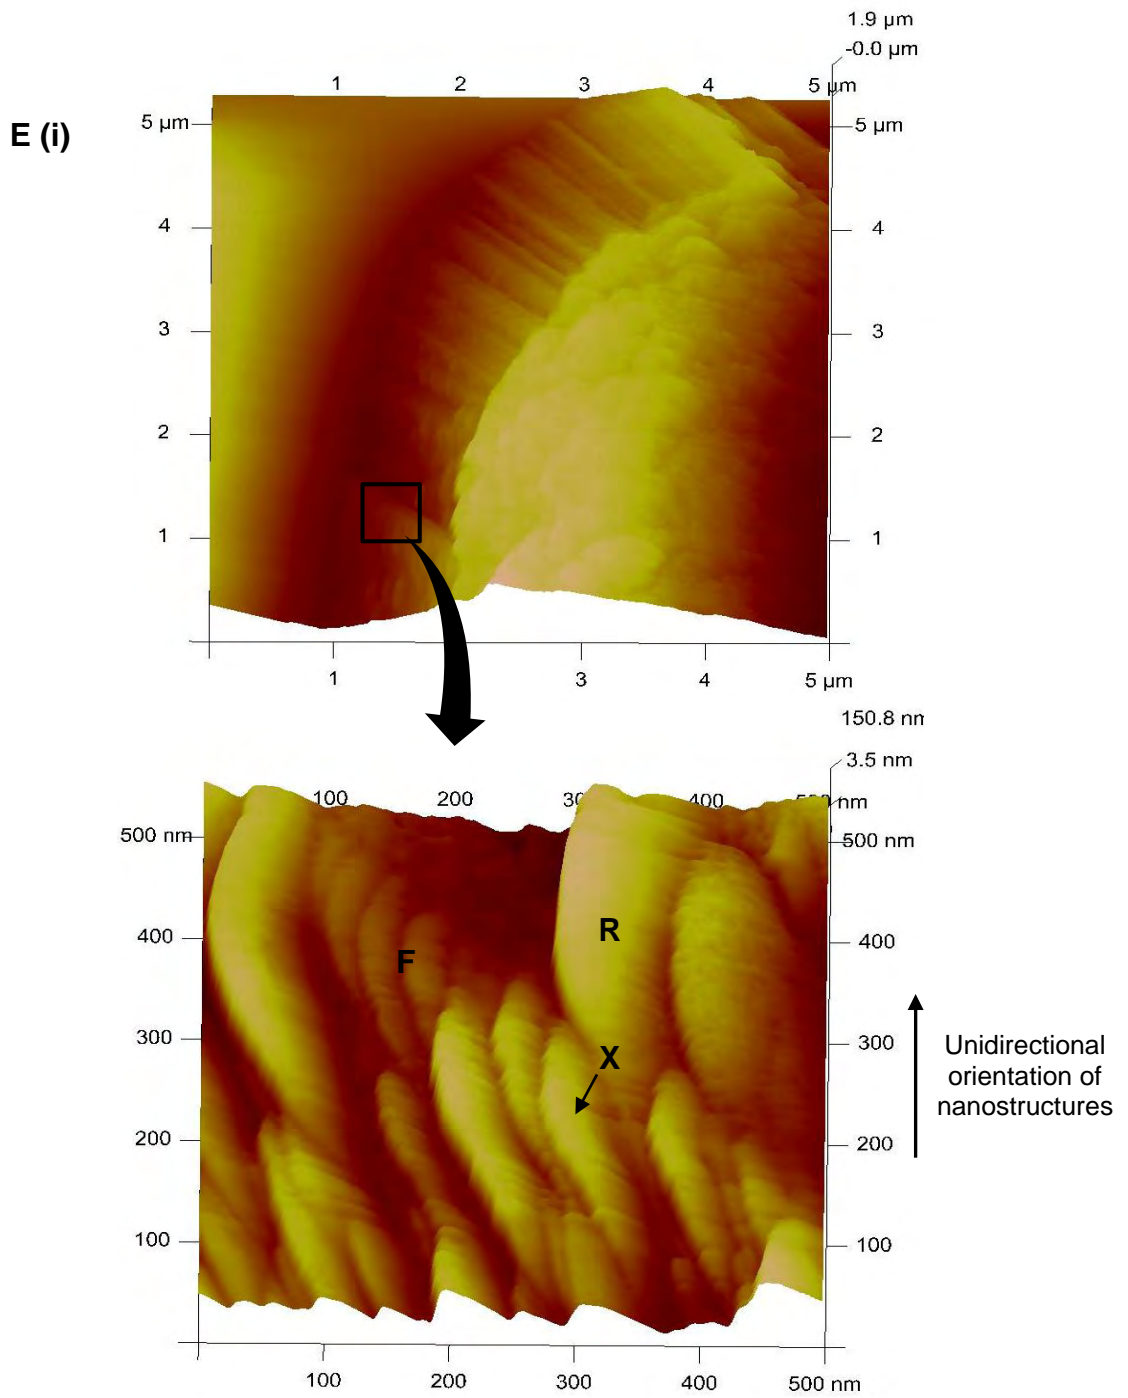 1.9 µm
-0.0 µm
1 2 3 4 5 µm
5 µm 5 µm
E (i)
4 4
3 3
2 2
1 1
1 3 4 5 µm
150.8 nm
3.5 nm
100 200 400 nm
500 nm 500 nm
R
400 400
F
300 300
X
Unidirectional
orientation of
nanostructures
200 200
100 100
100 200 300 400 500 nm